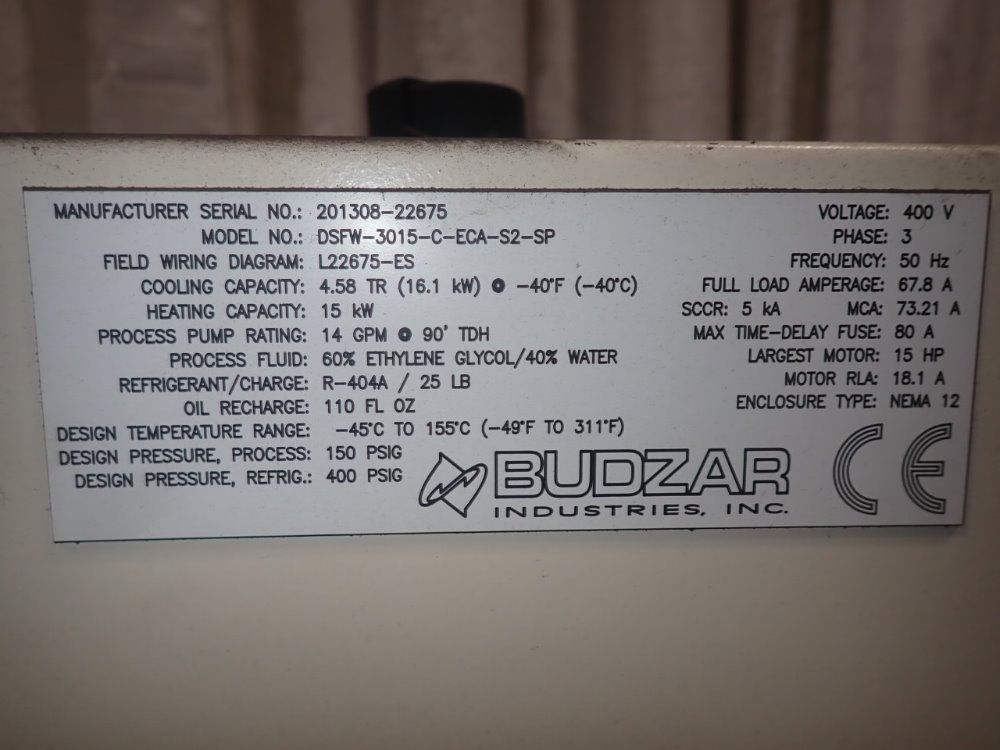 MANUFACTURER SERIAL NO.: 201308-22675
MODEL NO.: DSFW-3015-C-ECA-S2-SP
FIELD WIRING DIAGRAM: L22675-ES
COOLING CAPACITY: 4.58 TR (16.1 kW) @ -40°F (-40°C)
HEATING CAPACITY: 15 kW
PROCESS PUMP RATING: 14 GPM @ 90' TDH
PROCESS FLUID: 60% ETHYLENE GLYCOL/40% WATER
REFRIGERANT/CHARGE: R-404A / 25 LB
OIL RECHARGE: 110 FL OZ
DESIGN TEMPERATURE RANGE: -45°C TO 155°C (-49°F TO 311°F)
DESIGN PRESSURE, PROCESS: 150 PSIG
DESIGN PRESSURE, REFRIG.: 400 PSIG
VOLTAGE: 400 V
PHASE: 3
FREQUENCY: 50 Hz
FULL LOAD AMPERAGE: 67.8 A
SCCR: 5 kA MCA: 73.21 A
MAX TIME-DELAY FUSE: 80 A
LARGEST MOTOR: 15 HP
MOTOR RLA: 18.1 A
ENCLOSURE TYPE: NEMA 12
BUDZAR
INDUSTRIES, INC.
CE